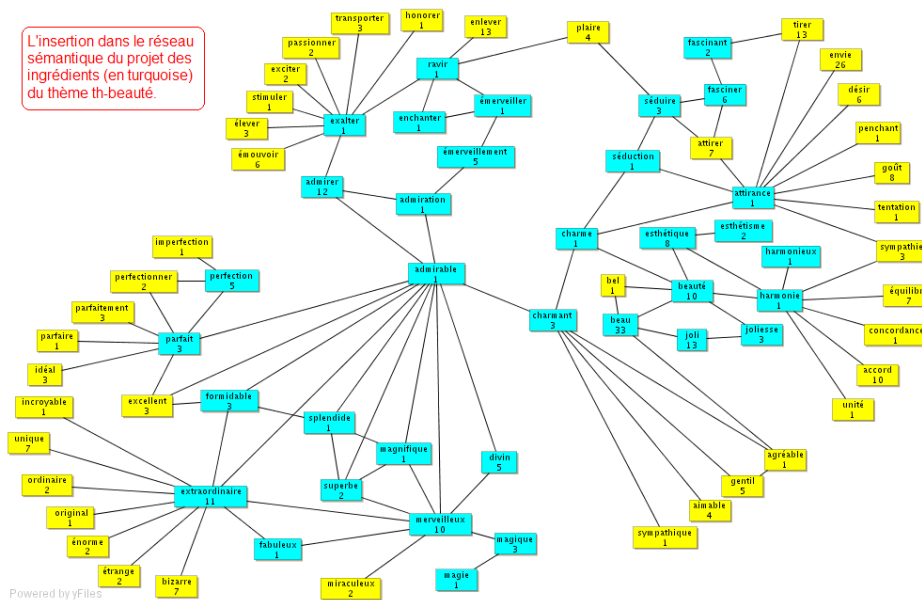 L'insertion dans le réseau
sémantique du projet des
ingrédients (en turquoise)
du thème th-beauté.
transporter
3
honorer
1
enlever
13
passionner
2
exciter
2
stimuler
1
élever
3
émouvoir
6
exalter
1
ravir
1
enchanter
1
émerveiller
1
émerveillement
5
admirer
12
admiration
1
plaire
4
fascinant
2
tirer
13
envie
26
désir
6
penchant
1
goût
8
tentation
1
sympathie
3
équilibre
7
concordance
1
accord
10
unité
1
fasciner
6
séduire
3
attirer
7
séduction
1
attirance
1
charme
1
esthétique
8
esthétisme
2
harmonieux
1
harmonie
1
beauté
10
bel
1
beau
33
joli
13
joliesse
3
imperfection
1
perfectionner
2
perfection
5
parfaitement
3
parfaire
1
parfait
3
idéal
3
excellent
3
admirable
1
charmant
3
formidable
3
splendide
1
magnifique
1
superbe
2
divin
5
incroyable
1
unique
7
ordinaire
2
original
1
énorme
2
étrange
2
bizarre
7
extraordinaire
11
fabuleux
1
merveilleux
10
miraculeux
2
magique
3
magie
1
agréable
1
gentil
5
aimable
4
sympathique
1
Powered by yFiles